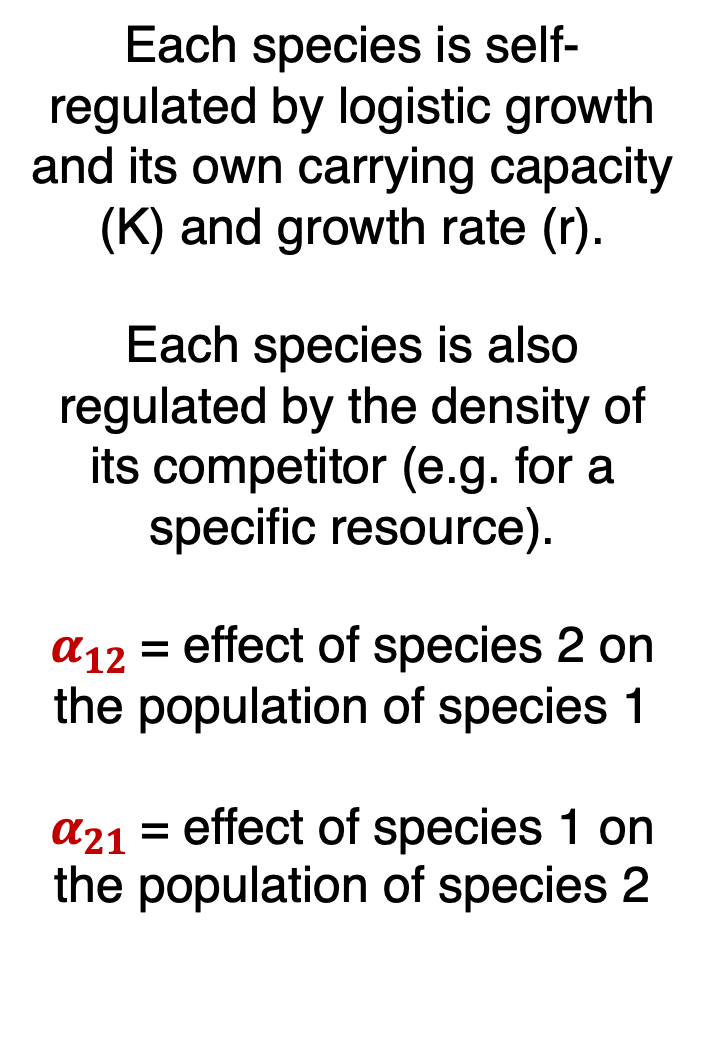 Each species is self-
regulated by logistic growth
and its own carrying capacity
(K) and growth rate (r).
Each species is also
regulated by the density of
its competitor (e.g. for a
specific resource).
α₁₂ = effect of species 2 on
the population of species 1
α₂₁ = effect of species 1 on
the population of species 2